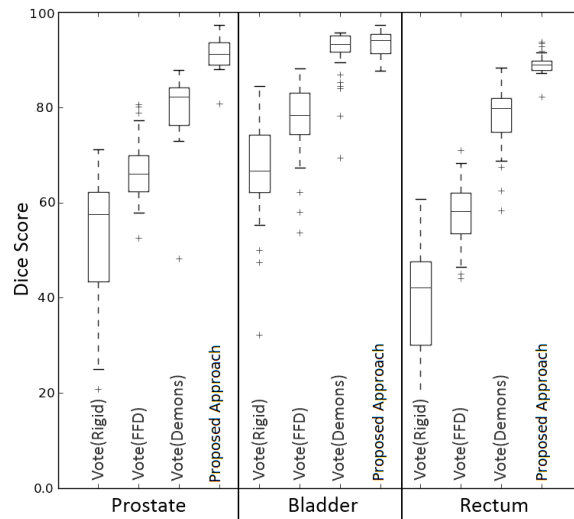 Dice Score
100
80
60
40
20
0.0
Vote(Rigid)
Vote(FFD)
Vote(Demons)
Proposed Approach
Vote(Rigid)
Vote(FFD)
Vote(Demons)
Proposed Approach
Vote(Rigid)
Vote(FFD)
Vote(Demons)
Proposed Approach
Prostate
Bladder
Rectum